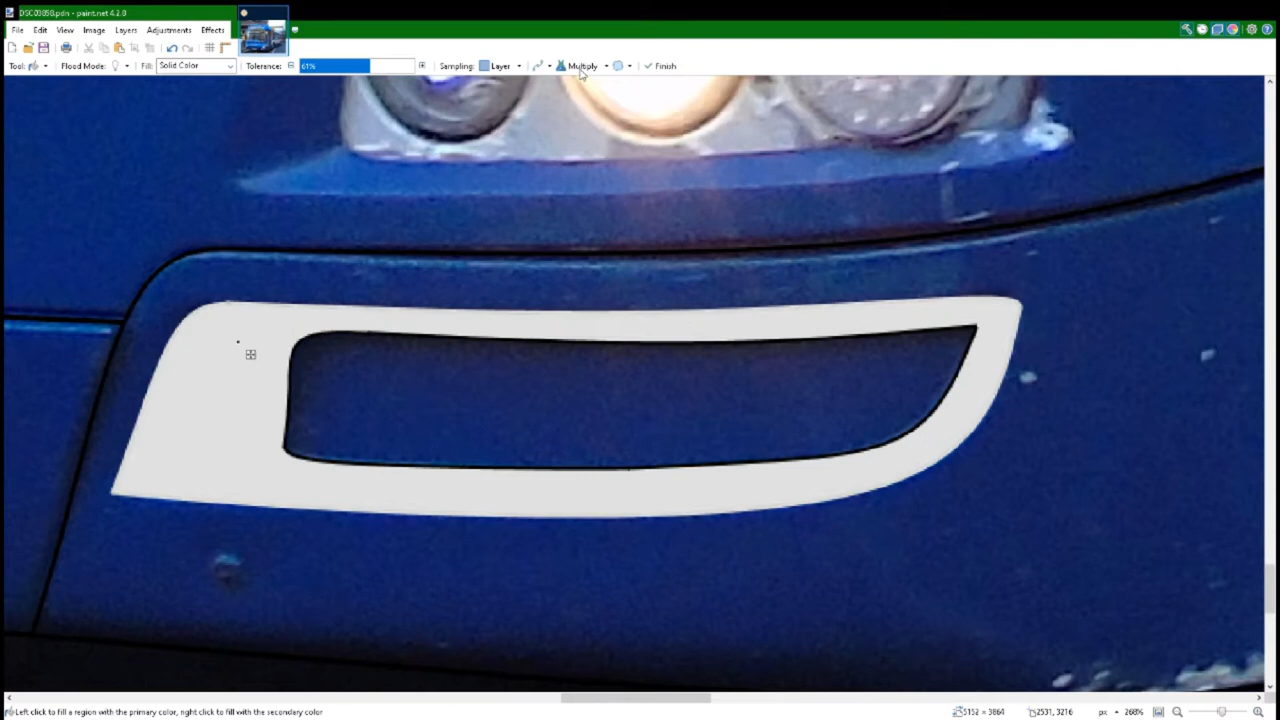 DSC03858.pdn - paint.net 4.2.8
File Edit View Image Layers Adjustments Effects
Tool: Flood Mode: Fill: Solid Color Tolerance: 61% Sampling: Layer Multiply Finish
Left click to fill a region with the primary color, right click to fill with the secondary color 5152 × 3864 2531, 3216 px 268%